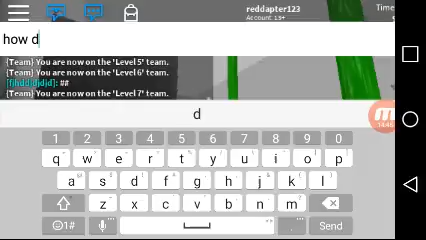 reddapter123
Account: 13+
Time
how d
{Team} You are now on the 'Level 5' team.
{Team} You are now on the 'Level 6' team.
##
{Team} You are now on the 'Level 7' team.
d
1 2 3 4 5 6 7 8 9 0
q w e r t y u i o p
a s d f g h j k l
z x c v b n m
☺1# , . Send